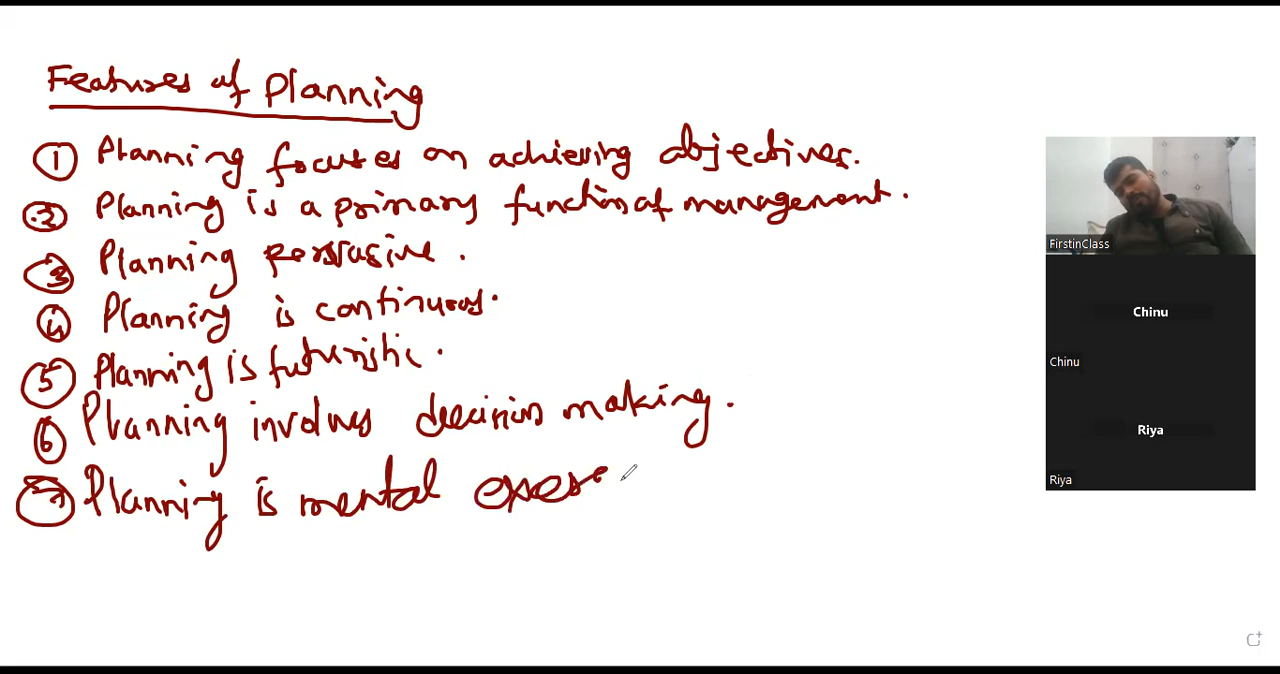 Features of Planning
① Planning focuses on achieving objectives.
② Planning is a primary function of management.
③ Planning persvasive.
④ Planning is continuous.
⑤ Planning is futuristic.
⑥ Planning involves decision making.
⑦ Planning is mental exer
FirstinClass
Chinu
Chinu
Riya
Riya